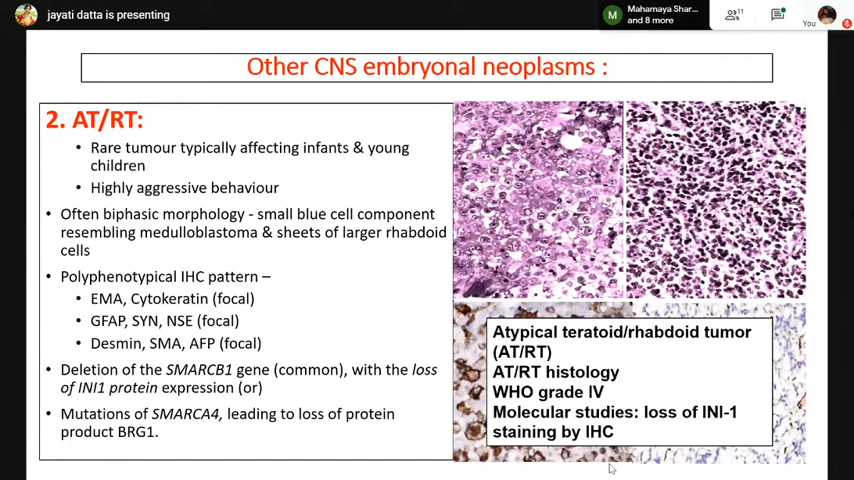 jayati datta is presenting
M
Mahamaya Shar...
and 8 more
11
You
Other CNS embryonal neoplasms :
2. AT/RT:
• Rare tumour typically affecting infants & young
children
• Highly aggressive behaviour
• Often biphasic morphology - small blue cell component
resembling medulloblastoma & sheets of larger rhabdoid
cells
• Polyphenotypical IHC pattern –
• EMA, Cytokeratin (focal)
• GFAP, SYN, NSE (focal)
• Desmin, SMA, AFP (focal)
• Deletion of the SMARCB1 gene (common), with the loss
of INI1 protein expression (or)
• Mutations of SMARCA4, leading to loss of protein
product BRG1.
Atypical teratoid/rhabdoid tumor
(AT/RT)
AT/RT histology
WHO grade IV
Molecular studies: loss of INI-1
staining by IHC